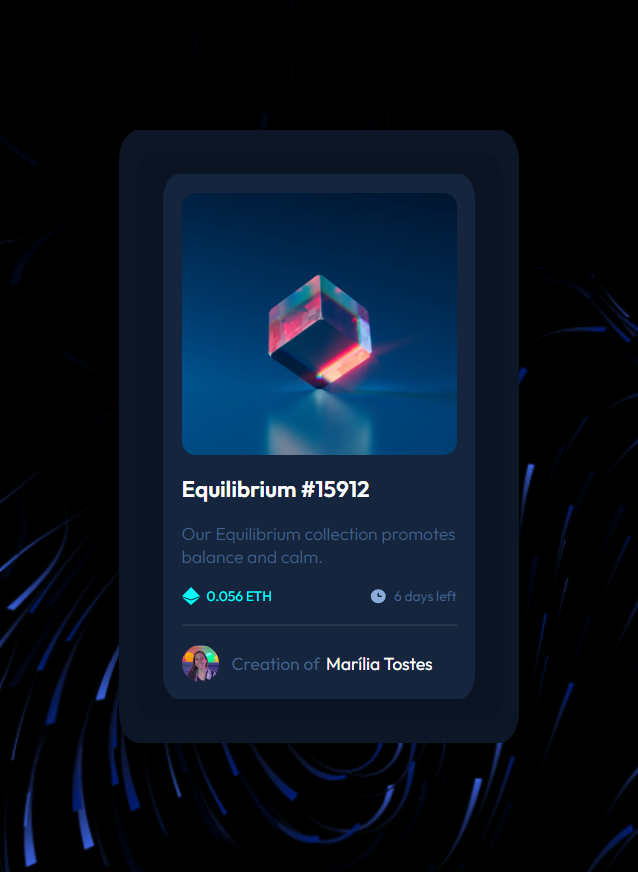 Equilibrium #15912
Our Equilibrium collection promotes
balance and calm.
0.056 ETH 6 days left
Creation of Marília Tostes